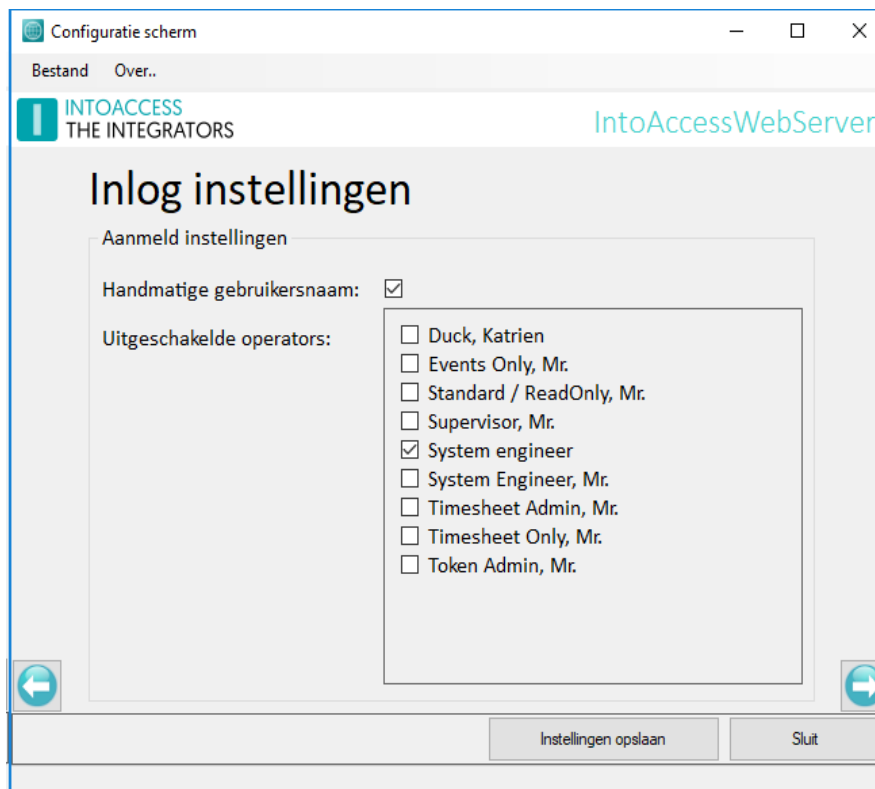 Configuratie scherm
Bestand Over..
INTOACCESS
THE INTEGRATORS
IntoAccessWebServer
Inlog instellingen
Aanmeld instellingen
Handmatige gebruikersnaam:
Uitgeschakelde operators:
Duck, Katrien
Events Only, Mr.
Standard / ReadOnly, Mr.
Supervisor, Mr.
System engineer
System Engineer, Mr.
Timesheet Admin, Mr.
Timesheet Only, Mr.
Token Admin, Mr.
Instellingen opslaan Sluit